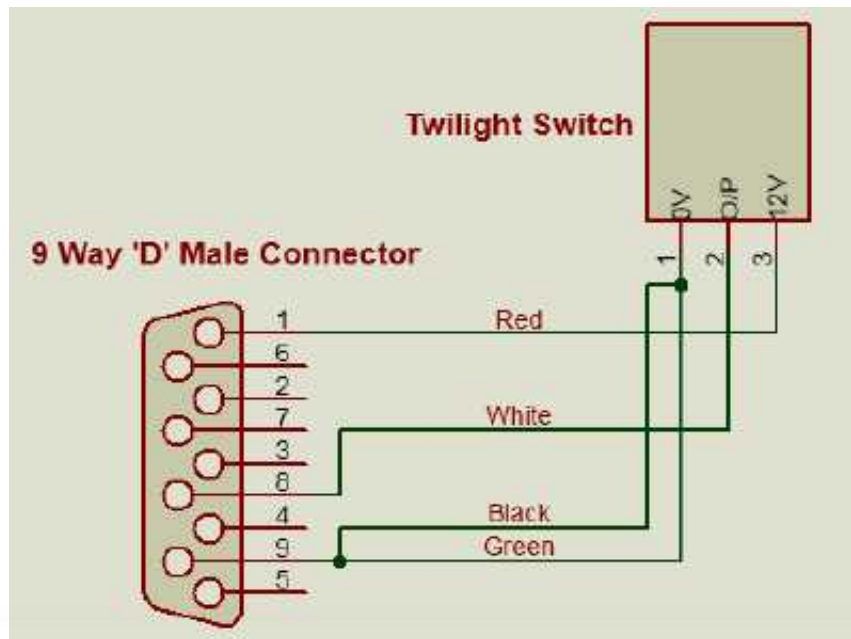 Twilight Switch
0V
O/P
12V
1
2
3
9 Way 'D' Male Connector
1
Red
6
2
7
White
3
8
4
Black
9
Green
5